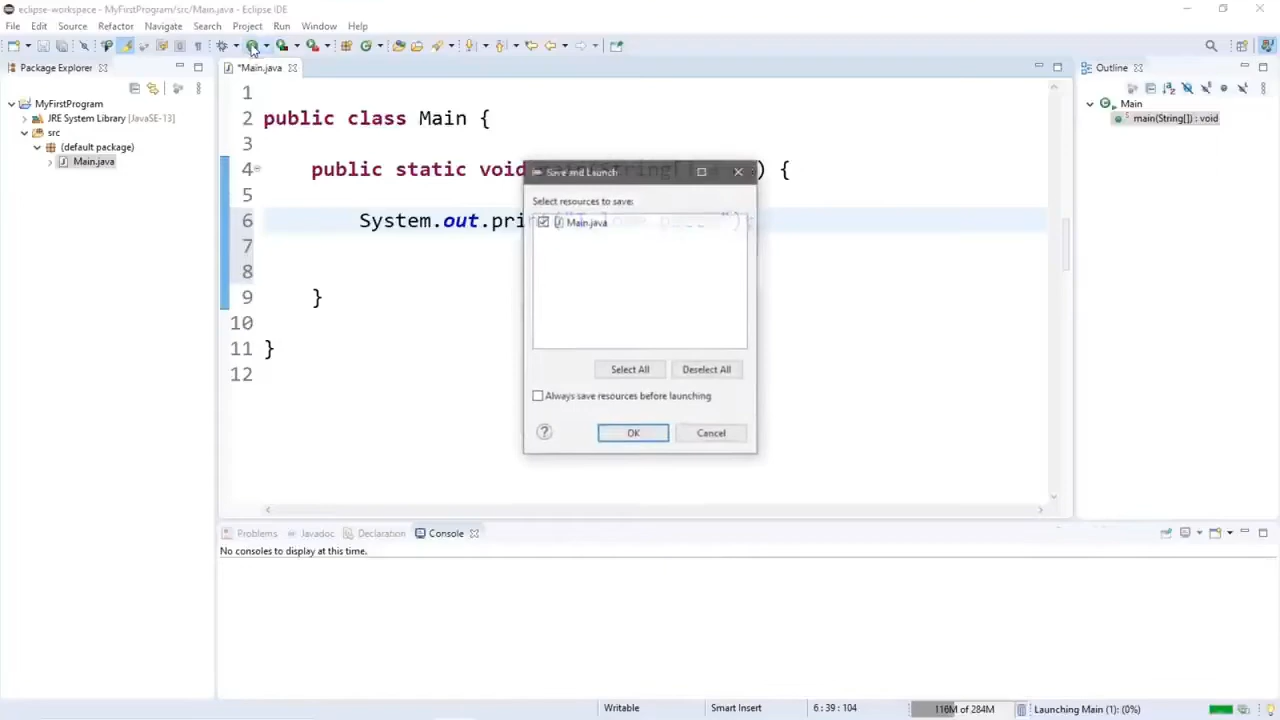 eclipse-workspace - MyFirstProgram/src/Main.java - Eclipse IDE
File Edit Source Refactor Navigate Search Project Run Window Help
Package Explorer
*Main.java
Outline
MyFirstProgram
JRE System Library [JavaSE-13]
src
(default package)
Main.java
1
2 public class Main {
3
4 public static void main(String[] ) {
5
6 System.out.print
7
8
9 }
10
11 }
12
Main
main(String[]) : void
Save and Launch
Select resources to save:
Main.java
Select All Deselect All
Always save resources before launching
? OK Cancel
Problems Javadoc Declaration Console
No consoles to display at this time.
Writable Smart Insert 6 : 39 : 104 116M of 284M Launching Main (1): (0%)